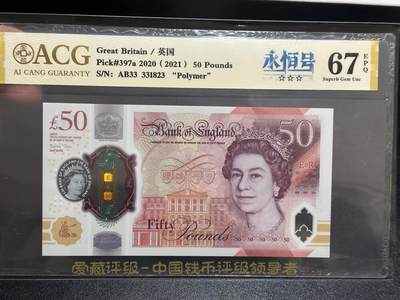 ACG
AI CANG GUARANTY
Great Britain / 英国
Pick#397a 2020 (2021) 50 Pounds
S/N: AB33 331823 "Polymer"
永恒号
☆☆☆
67 EPQ
Superb Gem Unc
£50
Bank of England
50
Fifty
Pounds
爱藏评级-中国钱币评级领导者